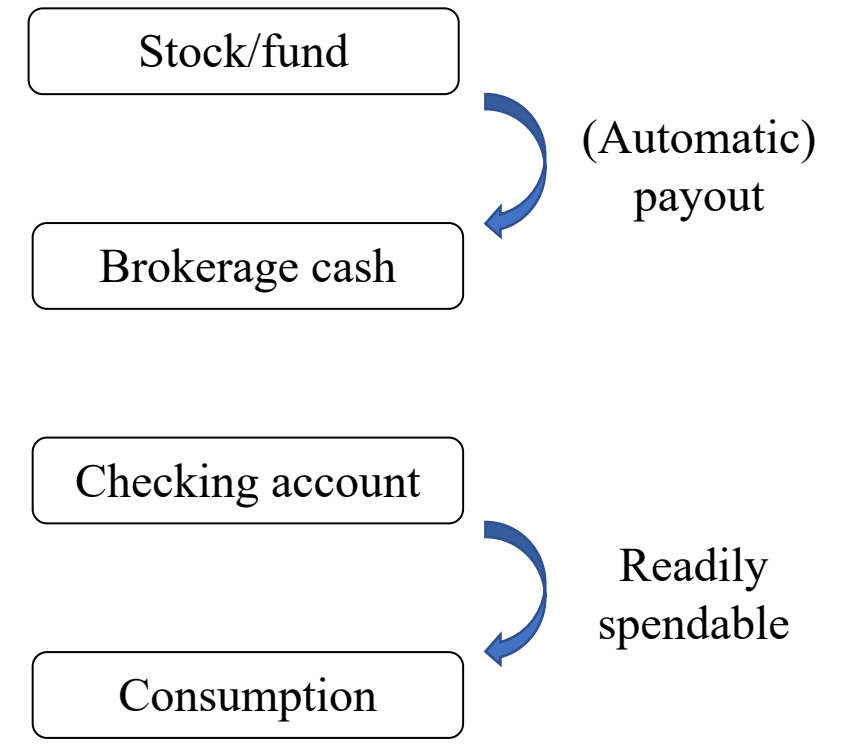 Stock/fund
(Automatic)
payout
Brokerage cash
Checking account
Readily
spendable
Consumption